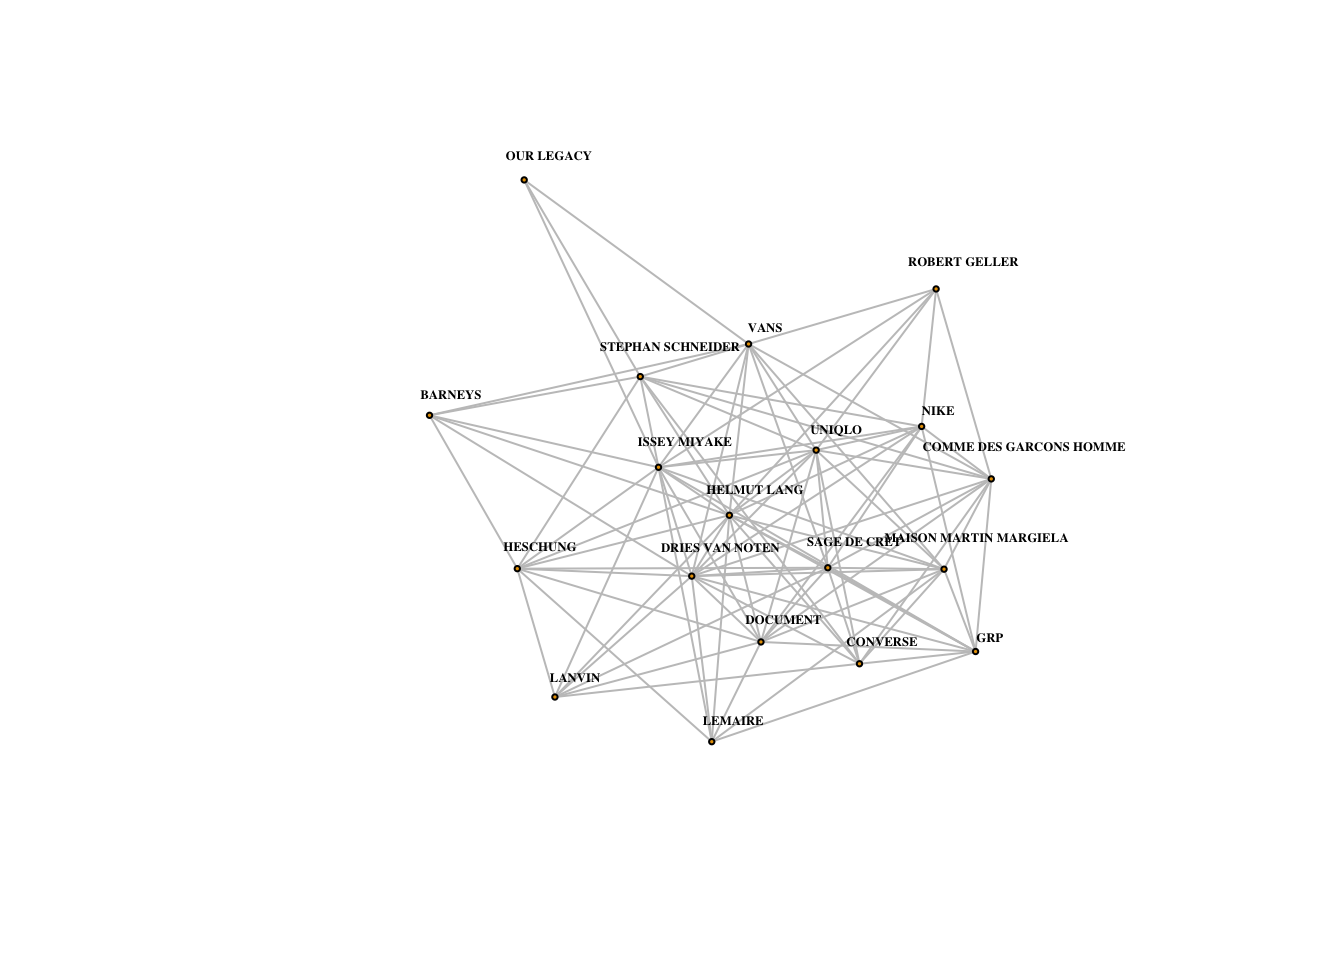 OUR LEGACY
ROBERT GELLER
VANS
STEPHAN SCHNEIDER
BARNEYS
NIKE
UNIQLO
ISSEY MIYAKE
COMME DES GARCONS HOMME
HELMUT LANG
MAISON MARTIN MARGIELA
SAGE DE CRET
HESCHUNG
DRIES VAN NOTEN
DOCUMENT
GRP
CONVERSE
LANVIN
LEMAIRE